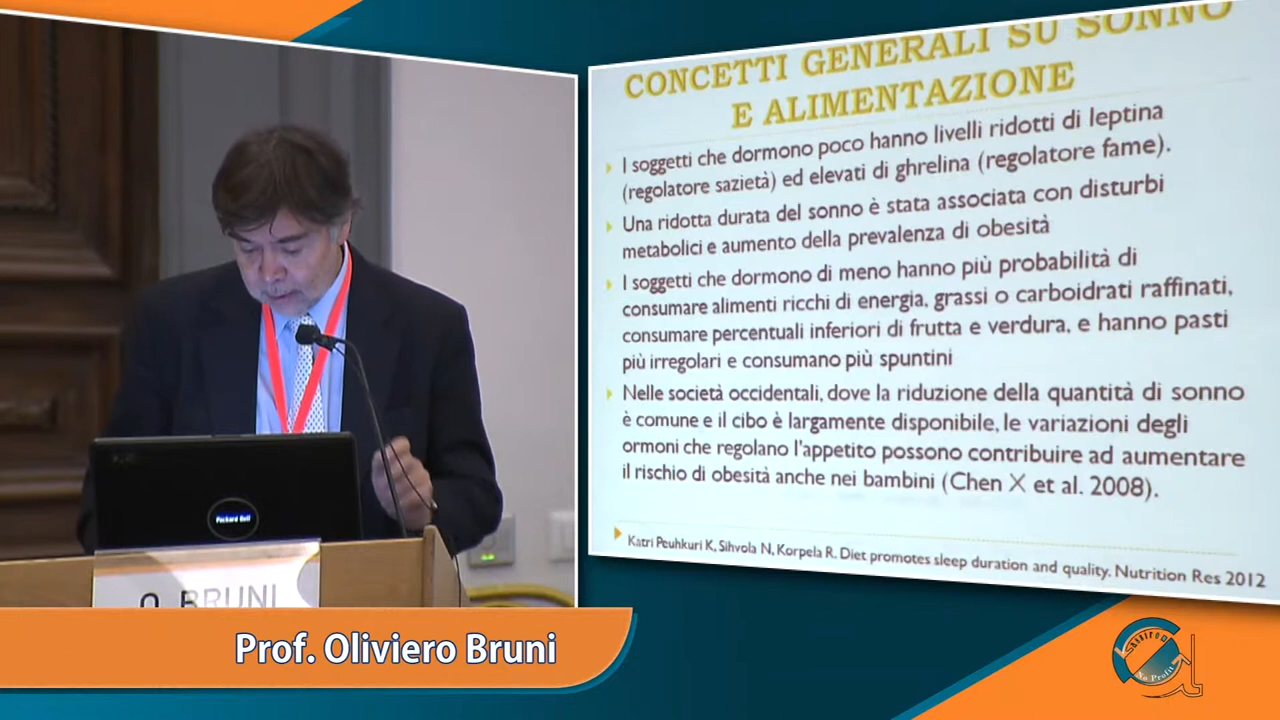 CONCETTI GENERALI SU SONNO
E ALIMENTAZIONE
I soggetti che dormono poco hanno livelli ridotti di leptina
(regolatore sazietà) ed elevati di ghrelina (regolatore fame).
Una ridotta durata del sonno è stata associata con disturbi
metabolici e aumento della prevalenza di obesità
I soggetti che dormono di meno hanno più probabilità di
consumare alimenti ricchi di energia, grassi o carboidrati raffinati,
consumare percentuali inferiori di frutta e verdura, e hanno pasti
più irregolari e consumano più spuntini
Nelle società occidentali, dove la riduzione della quantità di sonno
è comune e il cibo è largamente disponibile, le variazioni degli
ormoni che regolano l'appetito possono contribuire ad aumentare
il rischio di obesità anche nei bambini (Chen X et al. 2008).
Katri Peuhkuri K, Sihvola N, Korpela R. Diet promotes sleep duration and quality. Nutrition Res 2012
Packard Bell
O. BRUNI
Prof. Oliviero Bruni
No Profit